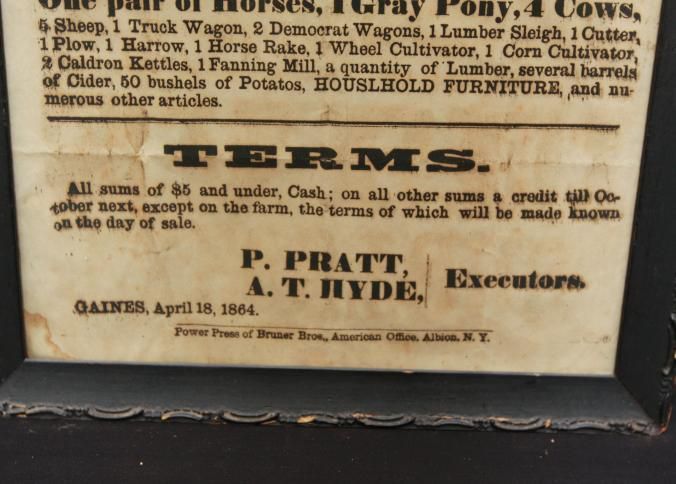 One pair of Horses, 1 Gray Pony, 4 Cows,
5 Sheep, 1 Truck Wagon, 2 Democrat Wagons, 1 Lumber Sleigh, 1 Cutter,
1 Plow, 1 Harrow, 1 Horse Rake, 1 Wheel Cultivator, 1 Corn Cultivator,
2 Caldron Kettles, 1 Fanning Mill, a quantity of Lumber, several barrels
of Cider, 50 bushels of Potatos, HOUSLHOLD FURNITURE, and nu-
merous other articles.
TERMS.
All sums of $5 and under, Cash; on all other sums a credit till Oc-
tober next, except on the farm, the terms of which will be made known
on the day of sale.
P. PRATT,
A. T. HYDE,
Executors.
GAINES, April 18, 1864.
Power Press of Bruner Bros., American Office, Albion, N. Y.